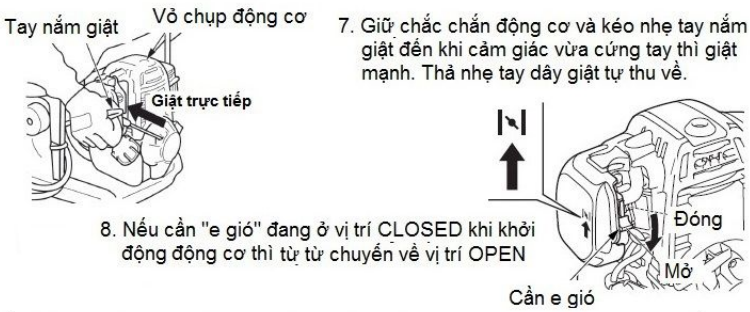 Tay nắm giật
Vỏ chụp động cơ
Giật trực tiếp
7. Giữ chắc chắn động cơ và kéo nhẹ tay nắm
giật đến khi cảm giác vừa cứng tay thì giật
mạnh. Thả nhẹ tay dây giật tự thu về.
8. Nếu cần "e gió" đang ở vị trí CLOSED khi khởi
động động cơ thì từ từ chuyển về vị trí OPEN
Đóng
Mở
Cần e gió